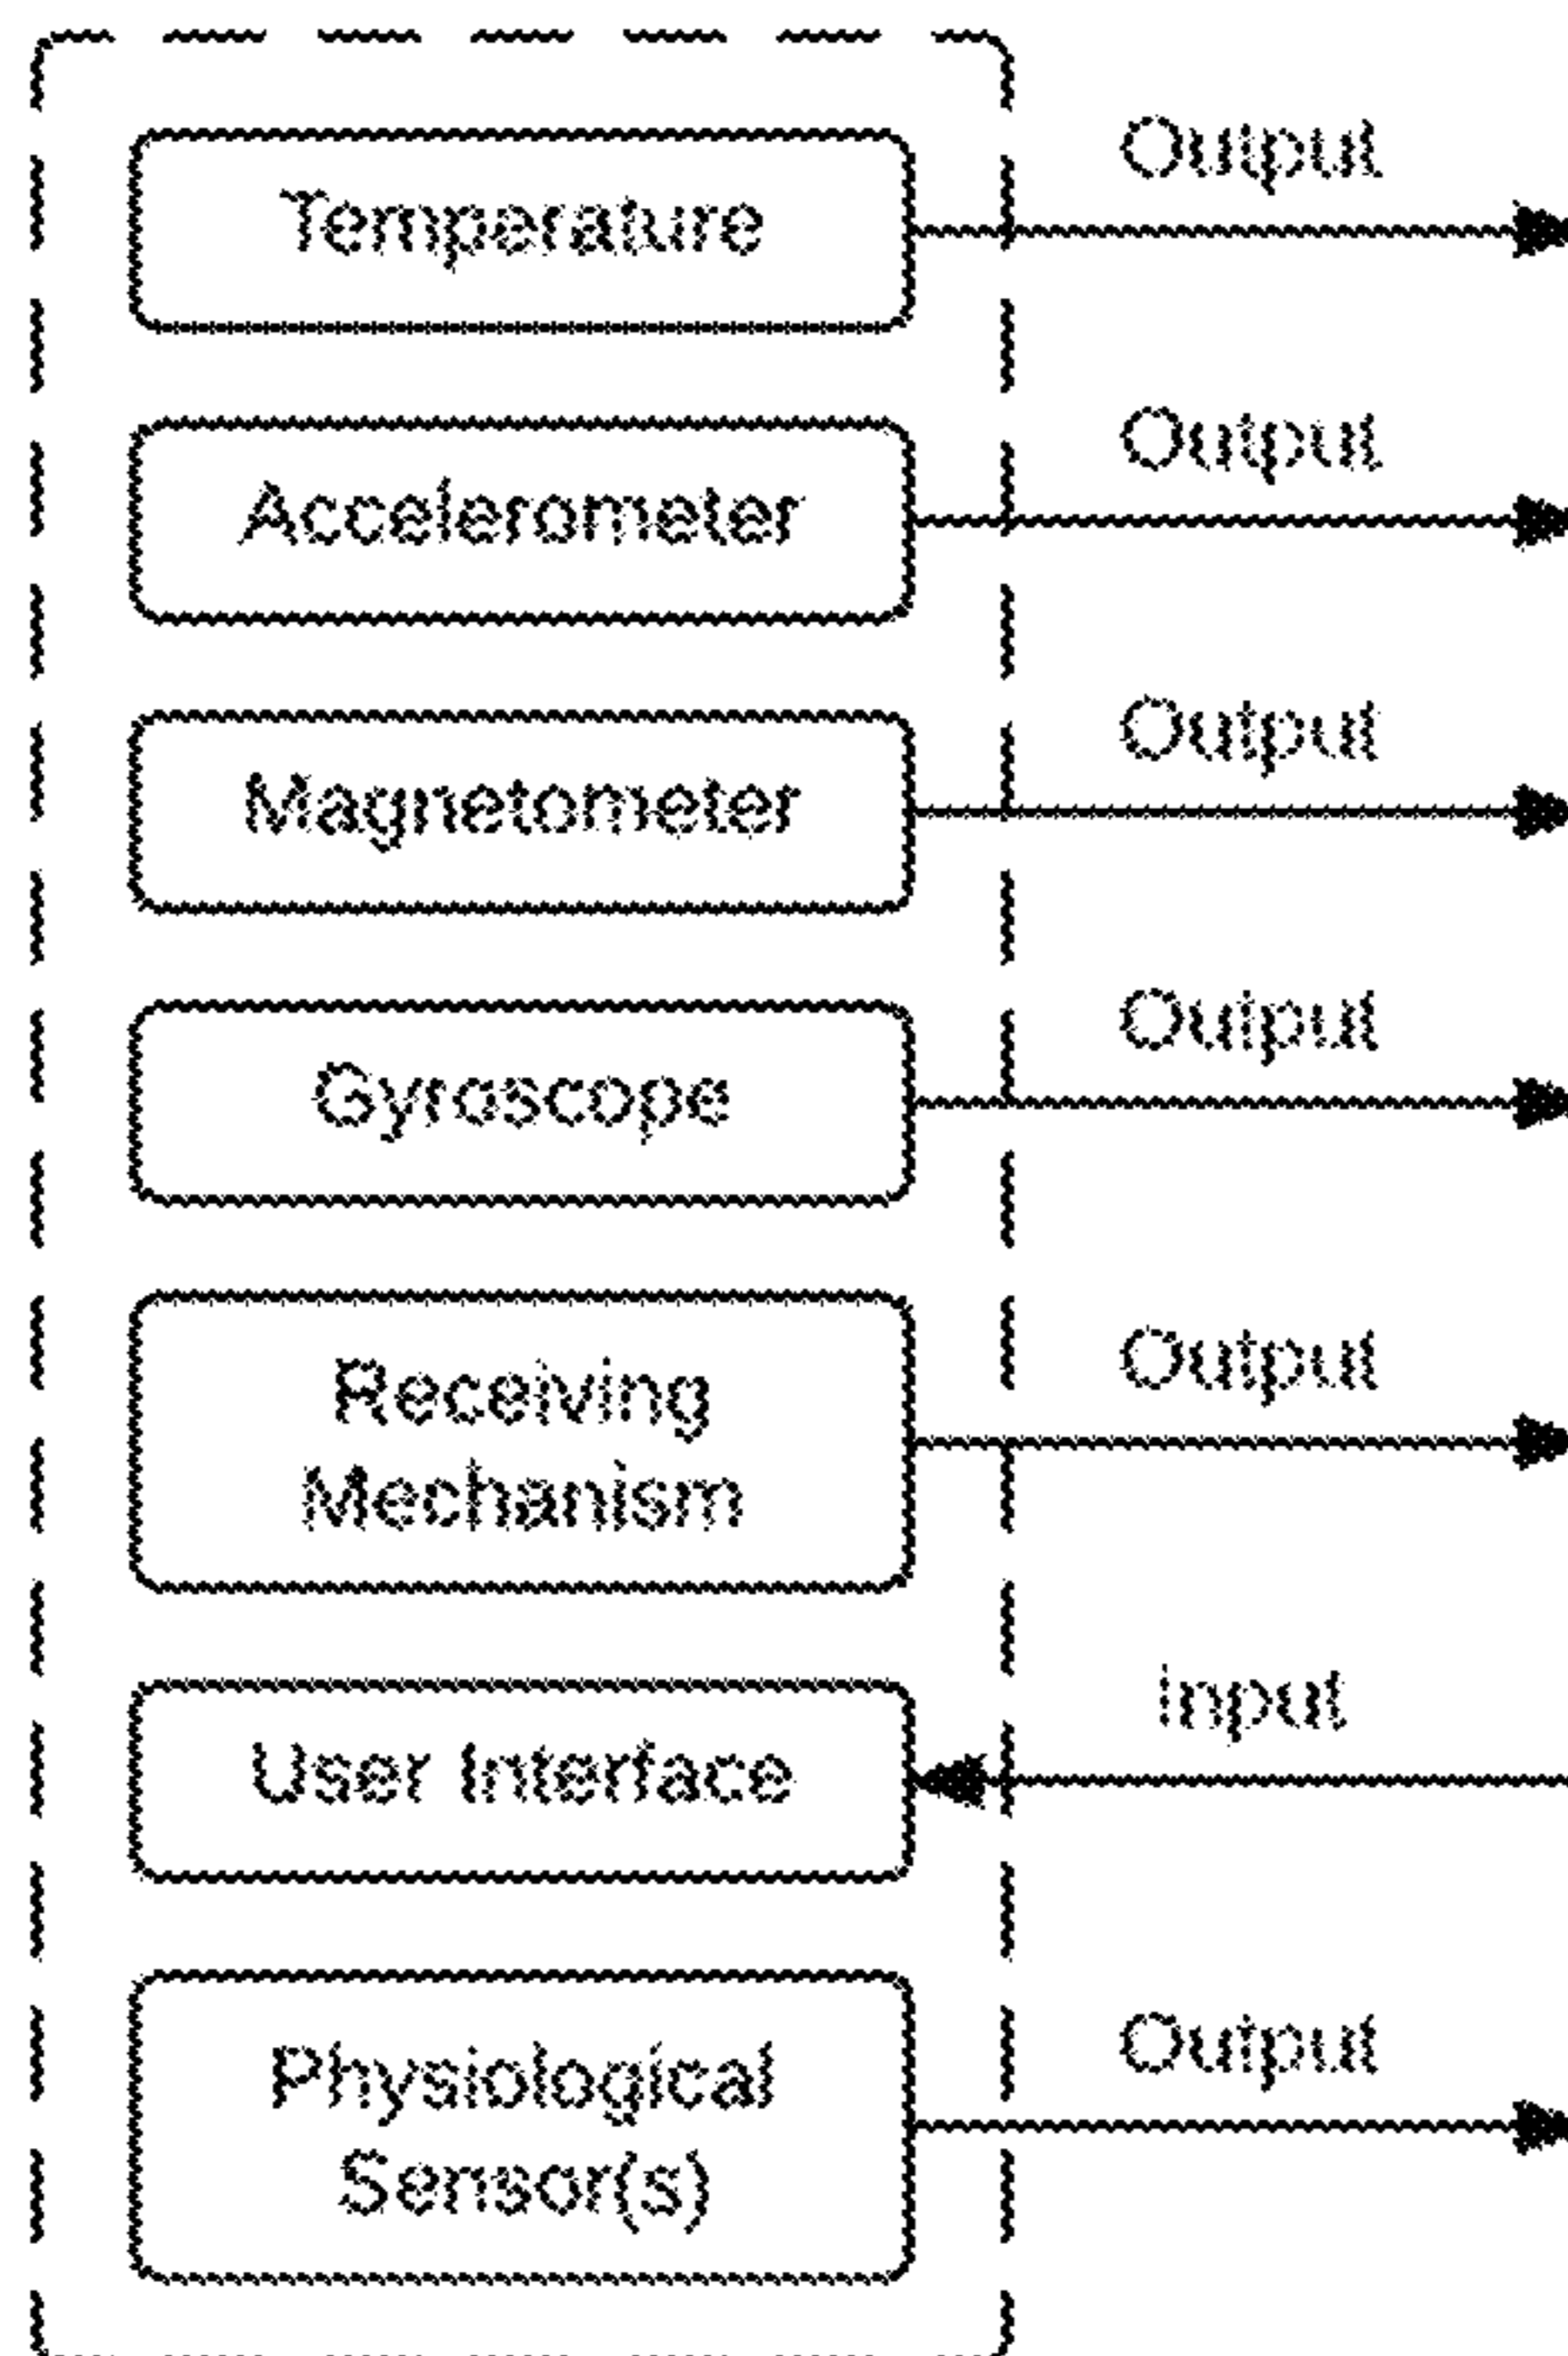 Output
Temperature
Output
Accelerometer
Output
Magnetometer
Output
Gyroscope
Output
Receiving
Mechanism
Input
User Interface
Output
Physiological
Sensor(s)